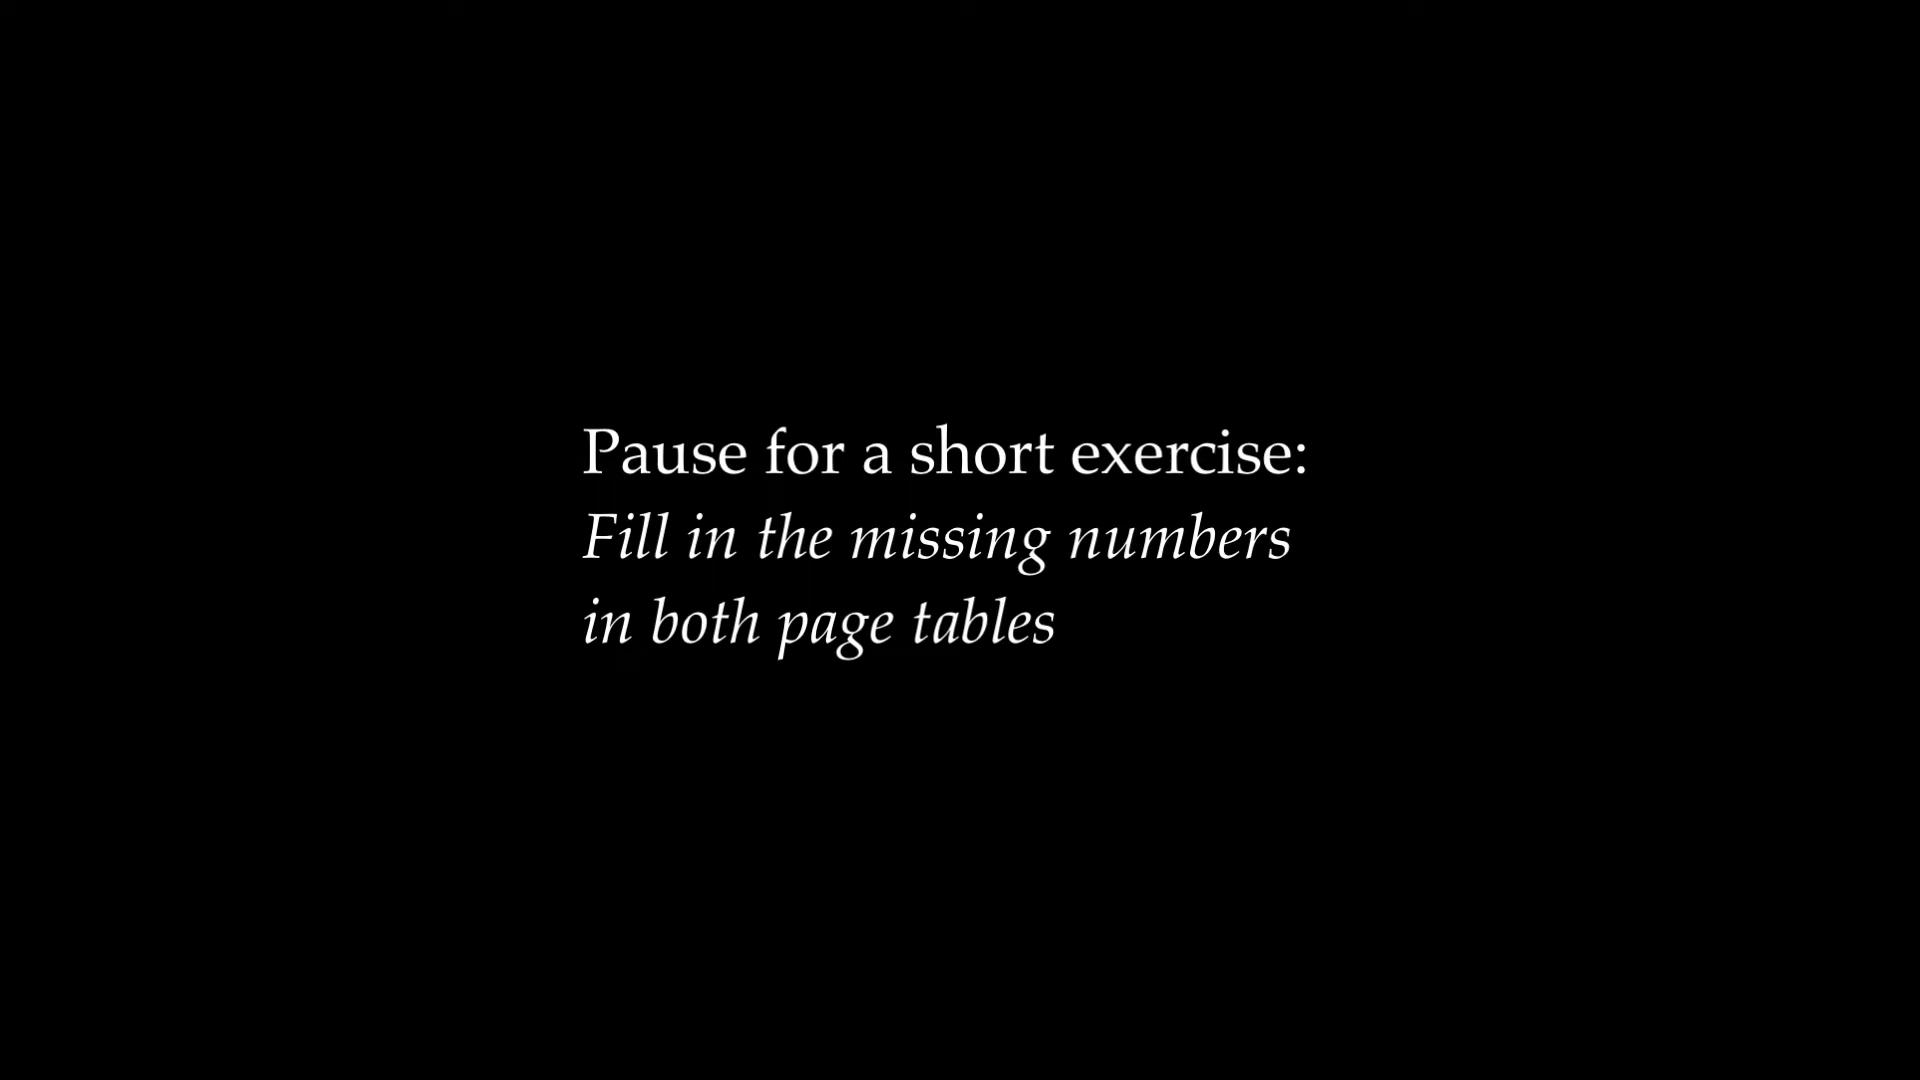 Pause for a short exercise:
Fill in the missing numbers
in both page tables